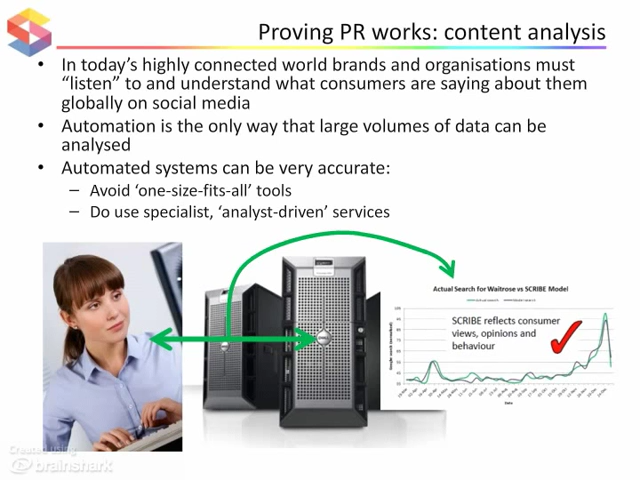 Proving PR works: content analysis
• In today's highly connected world brands and organisations must
"listen" to and understand what consumers are saying about them
globally on social media
• Automation is the only way that large volumes of data can be
analysed
• Automated systems can be very accurate:
– Avoid 'one-size-fits-all' tools
– Do use specialist, 'analyst-driven' services
Actual Search for Waitrose vs SCRIBE Model
SCRIBE reflects consumer
views, opinions and
behaviour
Date
Created using
brainshark